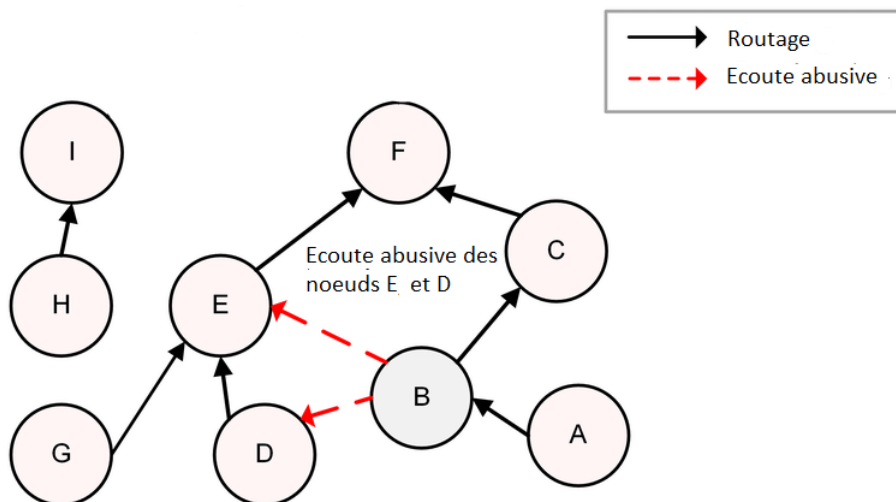 Routage
Ecoute abusive
I
F
C
Ecoute abusive des
noeuds E et D
H
E
B
A
G
D